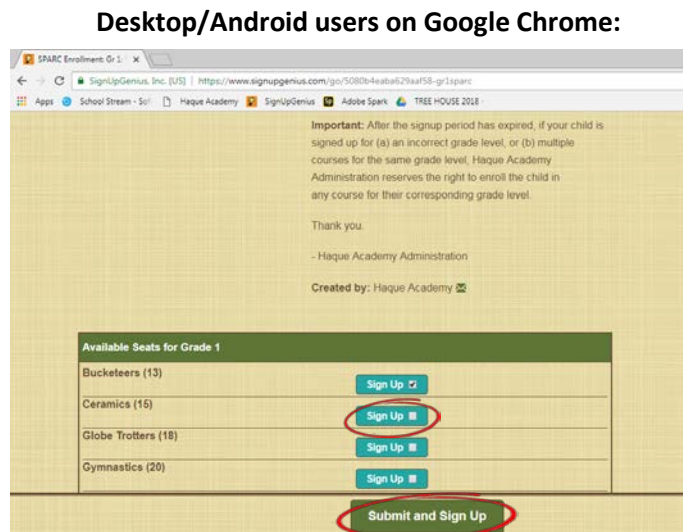 Desktop/Android users on Google Chrome:
SPARC Enrollment: Gr 1
SignUpGenius, Inc. [US] | https://www.signupgenius.com/go/5080b4eaba629aaf58-gr1sparc
Apps School Stream - Haque Academy SignUpGenius Adobe Spark TREE HOUSE 2018
Important: After the signup period has expired, if your child is
signed up for (a) an incorrect grade level, or (b) multiple
courses for the same grade level, Haque Academy
Administration reserves the right to enroll the child in
any course for their corresponding grade level.
Thank you.
- Haque Academy Administration
Created by: Haque Academy
Available Seats for Grade 1
Bucketeers (13)
Sign Up
Ceramics (15)
Sign Up
Globe Trotters (18)
Sign Up
Gymnastics (20)
Sign Up
Submit and Sign Up